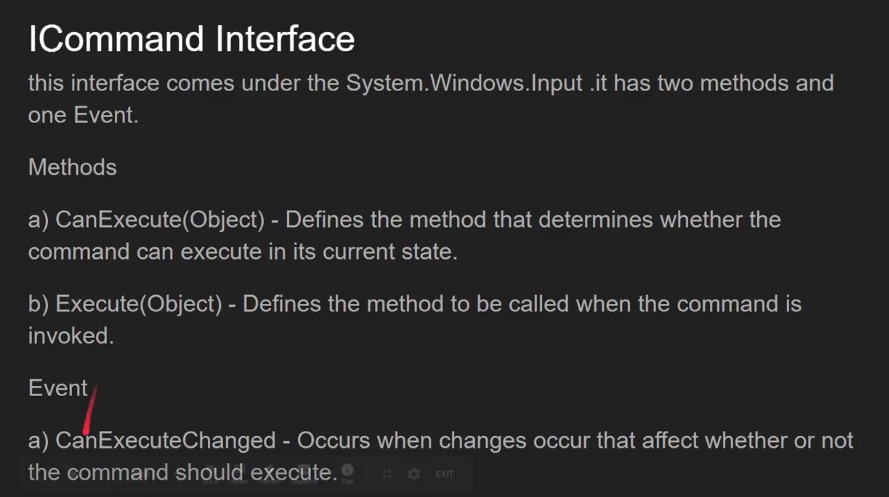 ICommand Interface
this interface comes under the System.Windows.Input .it has two methods and
one Event.
Methods
a) CanExecute(Object) - Defines the method that determines whether the
command can execute in its current state.
b) Execute(Object) - Defines the method to be called when the command is
invoked.
Event
a) CanExecuteChanged - Occurs when changes occur that affect whether or not
the command should execute.
Tips
EXIT